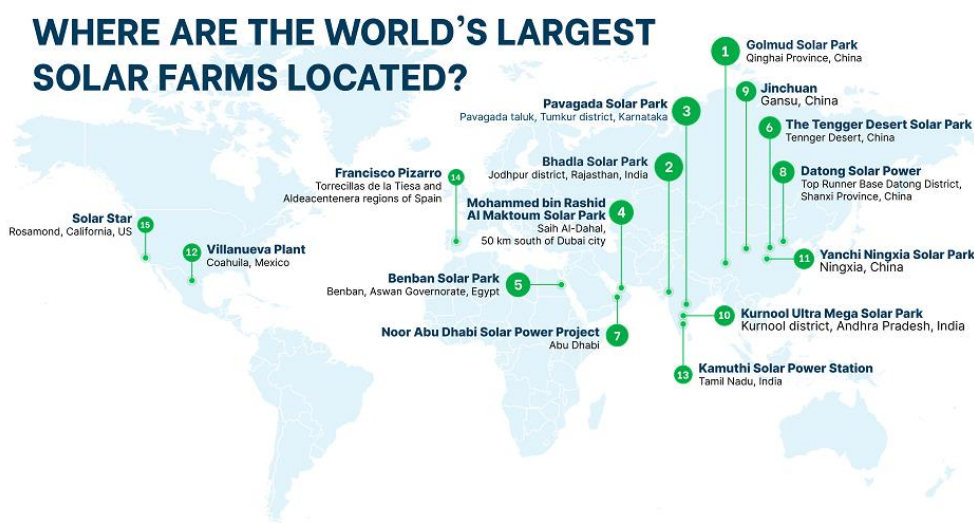 WHERE ARE THE WORLD'S LARGEST
SOLAR FARMS LOCATED?
1
Golmud Solar Park
Qinghai Province, China
9
Jinchuan
Gansu, China
Pavagada Solar Park
Pavagada taluk, Tumkur district, Karnataka
3
6
The Tengger Desert Solar Park
Tennger Desert, China
Bhadla Solar Park
Jodhpur district, Rajasthan, India
2
8
Datong Solar Power
Top Runner Base Datong District,
Shanxi Province, China
Francisco Pizarro
Torrecillas de la Tiesa and
Aldeacentenera regions of Spain
14
Mohammed bin Rashid
Al Maktoum Solar Park
Saih Al-Dahal,
50 km south of Dubai city
4
Solar Star
Rosamond, California, US
15
12
Villanueva Plant
Coahuila, Mexico
11
Yanchi Ningxia Solar Park
Ningxia, China
Benban Solar Park
Benban, Aswan Governorate, Egypt
5
10
Kurnool Ultra Mega Solar Park
Kurnool district, Andhra Pradesh, India
Noor Abu Dhabi Solar Power Project
Abu Dhabi
7
13
Kamuthi Solar Power Station
Tamil Nadu, India